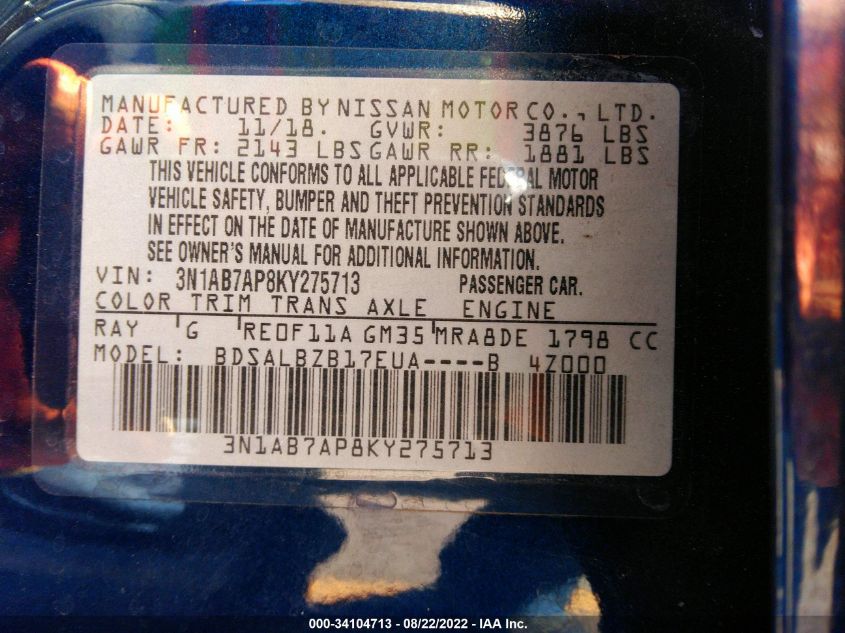 MANUFACTURED BY NISSAN MOTOR CO., LTD.
DATE: 11/18. GVWR: 3876 LBS
GAWR FR: 2143 LBS GAWR RR: 1881 LBS
THIS VEHICLE CONFORMS TO ALL APPLICABLE FEDERAL MOTOR
VEHICLE SAFETY, BUMPER AND THEFT PREVENTION STANDARDS
IN EFFECT ON THE DATE OF MANUFACTURE SHOWN ABOVE.
SEE OWNER'S MANUAL FOR ADDITIONAL INFORMATION.
VIN: 3N1AB7AP8KY275713 PASSENGER CAR.
COLOR TRIM TRANS AXLE ENGINE
RAY G RE0F11A GM35 MRA8DE 1798 CC
MODEL: BDSALBZB17EUA----B 4Z000
3N1AB7AP8KY275713
000-34104713 - 08/22/2022 - IAA Inc.